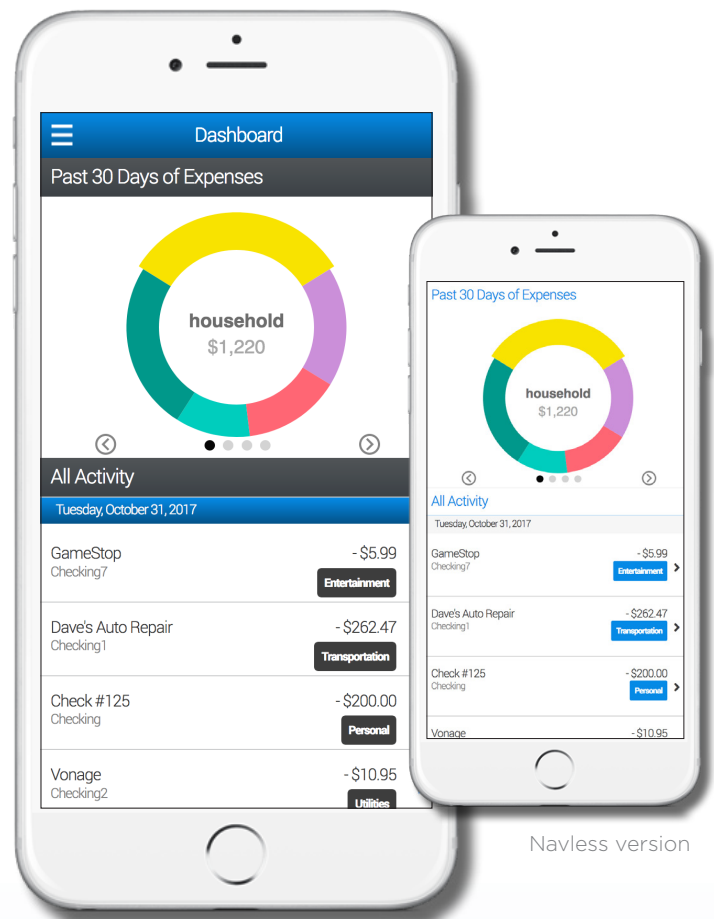 Dashboard
Past 30 Days of Expenses
household
$1,220
All Activity
Tuesday, October 31, 2017
GameStop - $5.99
Checking7
Entertainment
Dave's Auto Repair - $262.47
Checking1
Transportation
Check #125 - $200.00
Checking
Personal
Vonage - $10.95
Checking2
Utilities
Past 30 Days of Expenses
household
$1,220
All Activity
Tuesday, October 31, 2017
GameStop - $5.99
Checking7
Entertainment
Dave's Auto Repair - $262.47
Checking1
Transportation
Check #125 - $200.00
Checking
Personal
Vonage - $10.95
Navless version